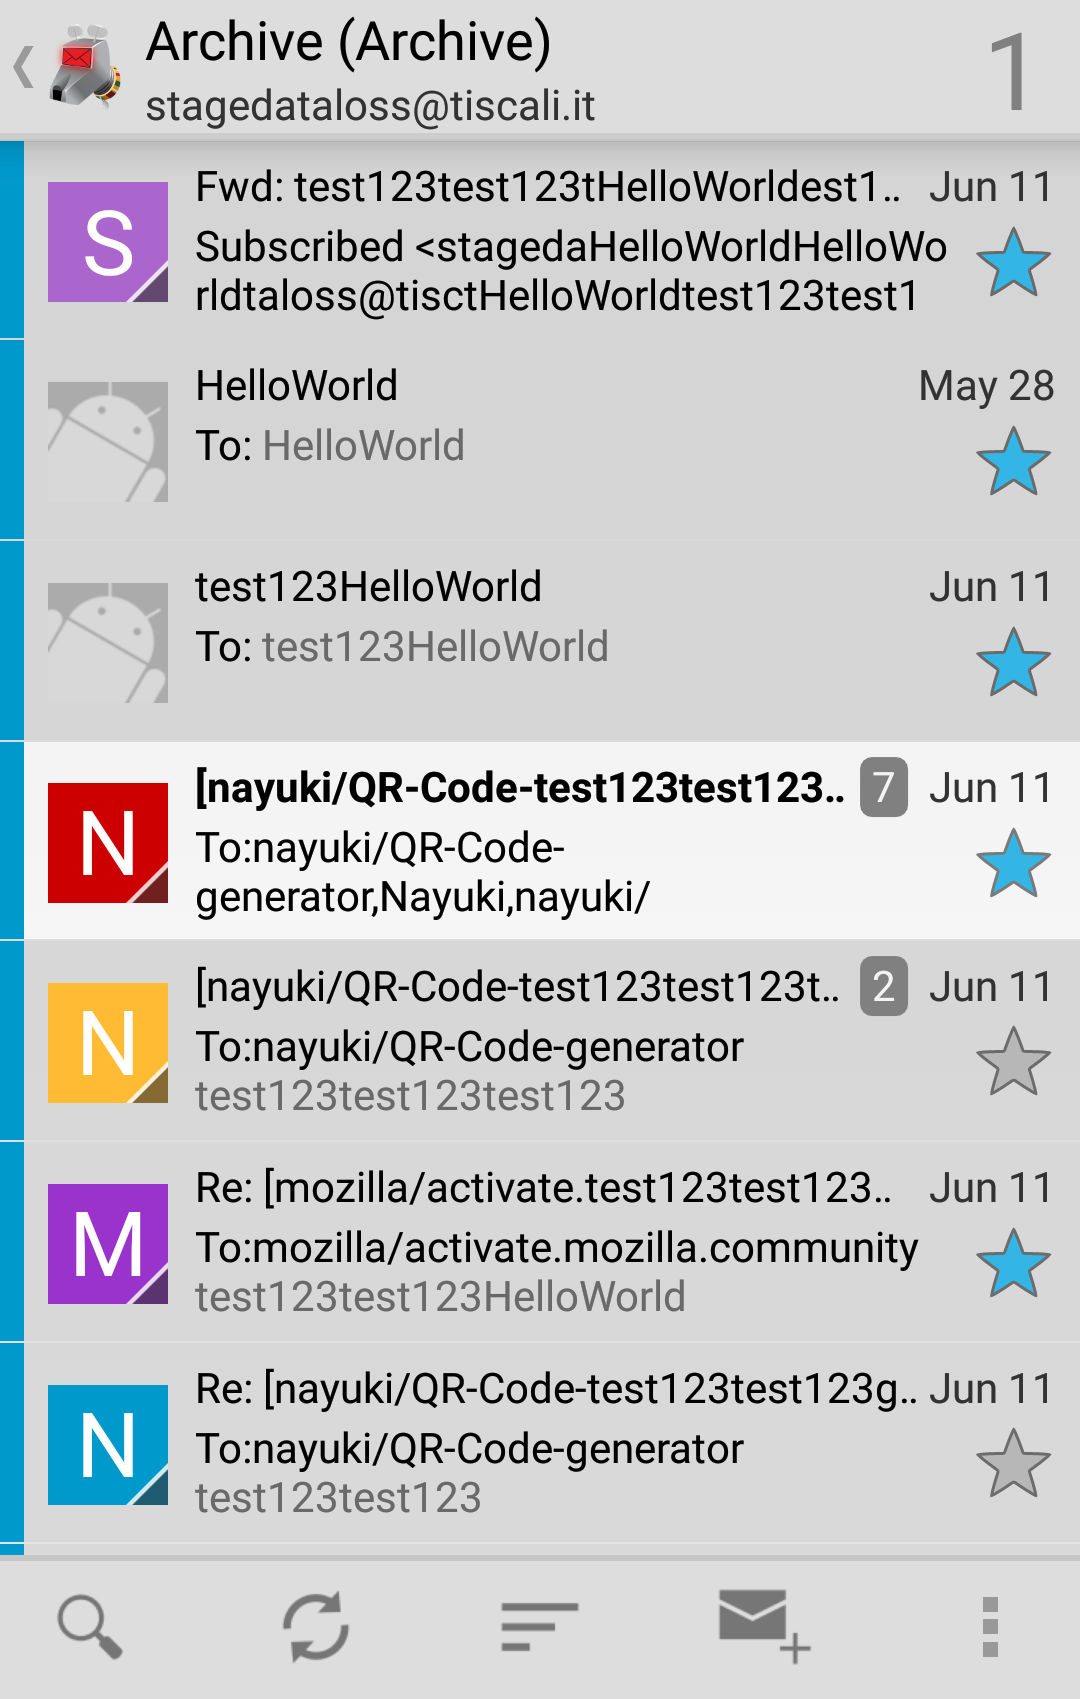 Archive (Archive)
1
stagedataloss@tiscali.it
Fwd: test123test123tHelloWorldest1.. Jun 11
S
Subscribed <stagedaHelloWorldHelloWo
rldtaloss@tisctHelloWorldtest123test1
HelloWorld May 28
To: HelloWorld
test123HelloWorld Jun 11
To: test123HelloWorld
[nayuki/QR-Code-test123test123.. 7 Jun 11
N
To:nayuki/QR-Code-
generator,Nayuki,nayuki/
[nayuki/QR-Code-test123test123t.. 2 Jun 11
N
To:nayuki/QR-Code-generator
test123test123test123
Re: [mozilla/activate.test123test123.. Jun 11
M
To:mozilla/activate.mozilla.community
test123test123HelloWorld
Re: [nayuki/QR-Code-test123test123g.. Jun 11
N
To:nayuki/QR-Code-generator
test123test123